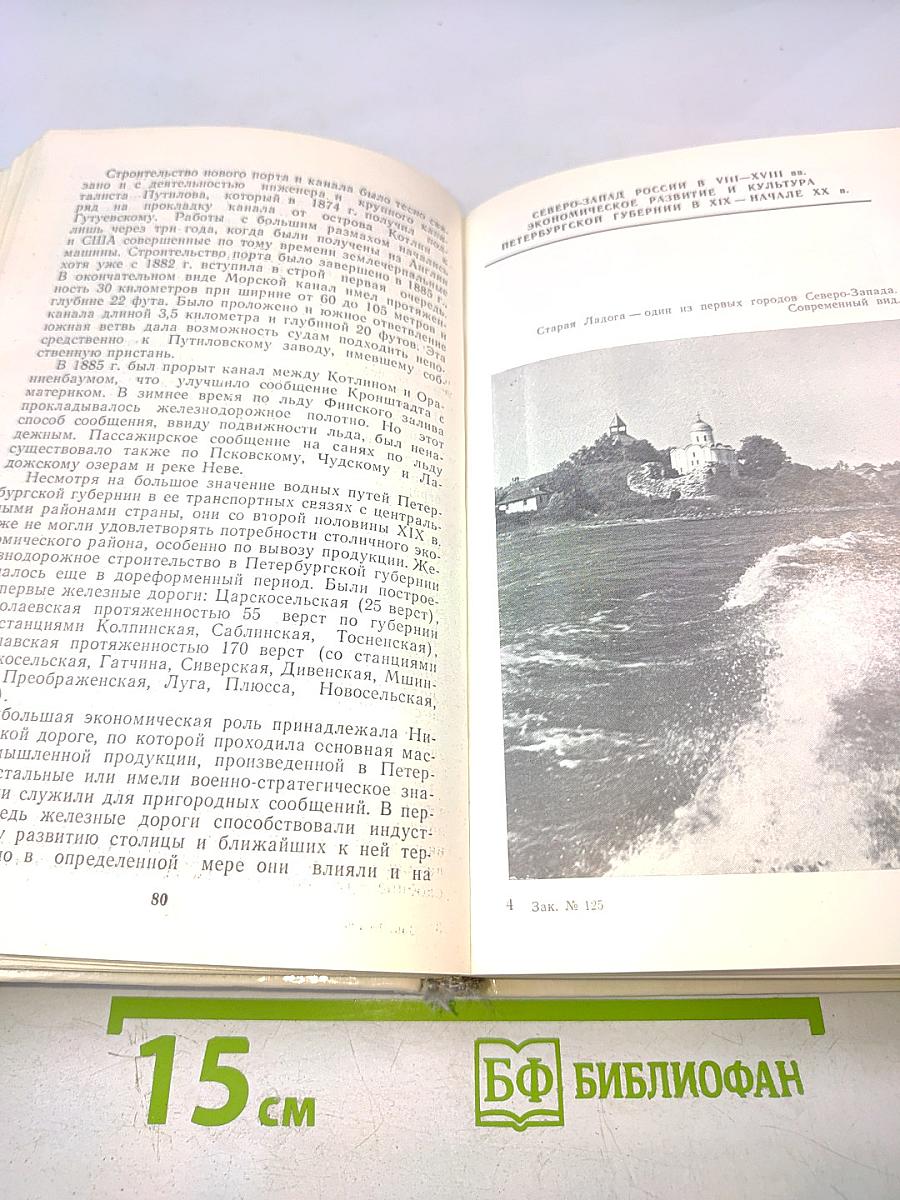 Строительство нового порта и канала было тесно свя-
зано и с деятельностью инженера и крупного капи-
талиста Путилова, который в 1874 г. получил под-
ряд на прокладку канала от острова Котлин к
Гутуевскому. Работы с большим размахом начались
лишь через три года, когда были получены из Англии
и США совершенные по тому времени землечерпальные
машины. Строительство порта было завершено в 1885 г.,
хотя уже с 1882 г. вступила в строй первая очередь.
В окончательном виде Морской канал имел протяжен-
ность 30 километров при ширине от 60 до 105 метров и
глубине 22 фута. Было проложено и южное ответвление
канала длиной 3,5 километра и глубиной 20 футов. Эта
южная ветвь дала возможность судам подходить непо-
средственно к Путиловскому заводу, имевшему соб-
ственную пристань.
В 1885 г. был прорыт канал между Котлином и Ора-
ниенбаумом, что улучшило сообщение Кронштадта с
материком. В зимнее время по льду Финского залива
прокладывалось железнодорожное полотно. Но этот
способ сообщения, ввиду подвижности льда, был нена-
дежным. Пассажирское сообщение на санях по льду
существовало также по Псковскому, Чудскому и Ла-
дожскому озерам и реке Неве.
Несмотря на большое значение водных путей Петер-
бургской губернии в ее транспортных связях с централь-
ными районами страны, они со второй половины XIX в.
же не могли удовлетворять потребности столичного эко-
омического района, особенно по вывозу продукции. Же-
знодорожное строительство в Петербургской губернии
алось еще в дореформенный период. Были построе-
первые железные дороги: Царскосельская (25 верст),
олаевская протяженностью 55 верст по губернии
станциями Колпинская, Саблинская, Тосненская),
лавская протяженностью 170 верст (со станциями
косельская, Гатчина, Сиверская, Дивенская, Мшин-
Преображенская, Луга, Плюсса, Новосельская,
).
большая экономическая роль принадлежала Ни-
кой дороге, по которой проходила основная мас-
мышленной продукции, произведенной в Петер-
стальные или имели военно-стратегическое зна-
и служили для пригородных сообщений. В пер-
едь железные дороги способствовали индуст-
у развитию столицы и ближайших к ней тер-
но в определенной мере они влияли и на
80
СЕВЕРО-ЗАПАД РОССИИ В VIII—XVIII вв.
ЭКОНОМИЧЕСКОЕ РАЗВИТИЕ И КУЛЬТУРА
ПЕТЕРБУРГСКОЙ ГУБЕРНИИ В XIX — НАЧАЛЕ XX в.
Старая Ладога — один из первых городов Северо-Запада.
Современный вид.
4 Зак. № 125
15 см
БФ БИБЛИОФАН